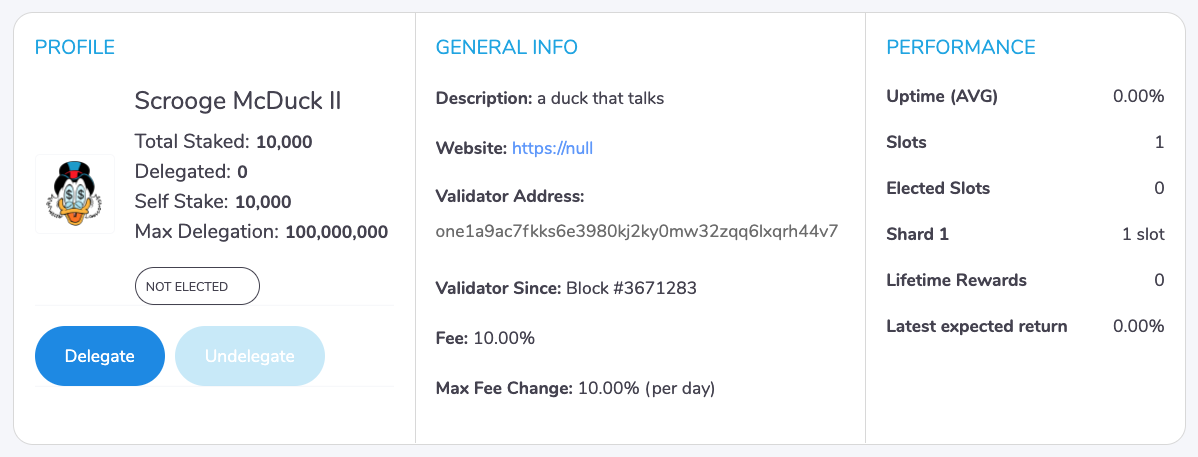 PROFILE
Scrooge McDuck II
Total Staked: 10,000
Delegated: 0
Self Stake: 10,000
Max Delegation: 100,000,000
NOT ELECTED
Delegate
Undelegate
GENERAL INFO
Description: a duck that talks
Website: https://null
Validator Address:
one1a9ac7fkks6e3980kj2ky0mw32zqq6lxqrh44v7
Validator Since: Block #3671283
Fee: 10.00%
Max Fee Change: 10.00% (per day)
PERFORMANCE
Uptime (AVG) 0.00%
Slots 1
Elected Slots 0
Shard 1 1 slot
Lifetime Rewards 0
Latest expected return 0.00%